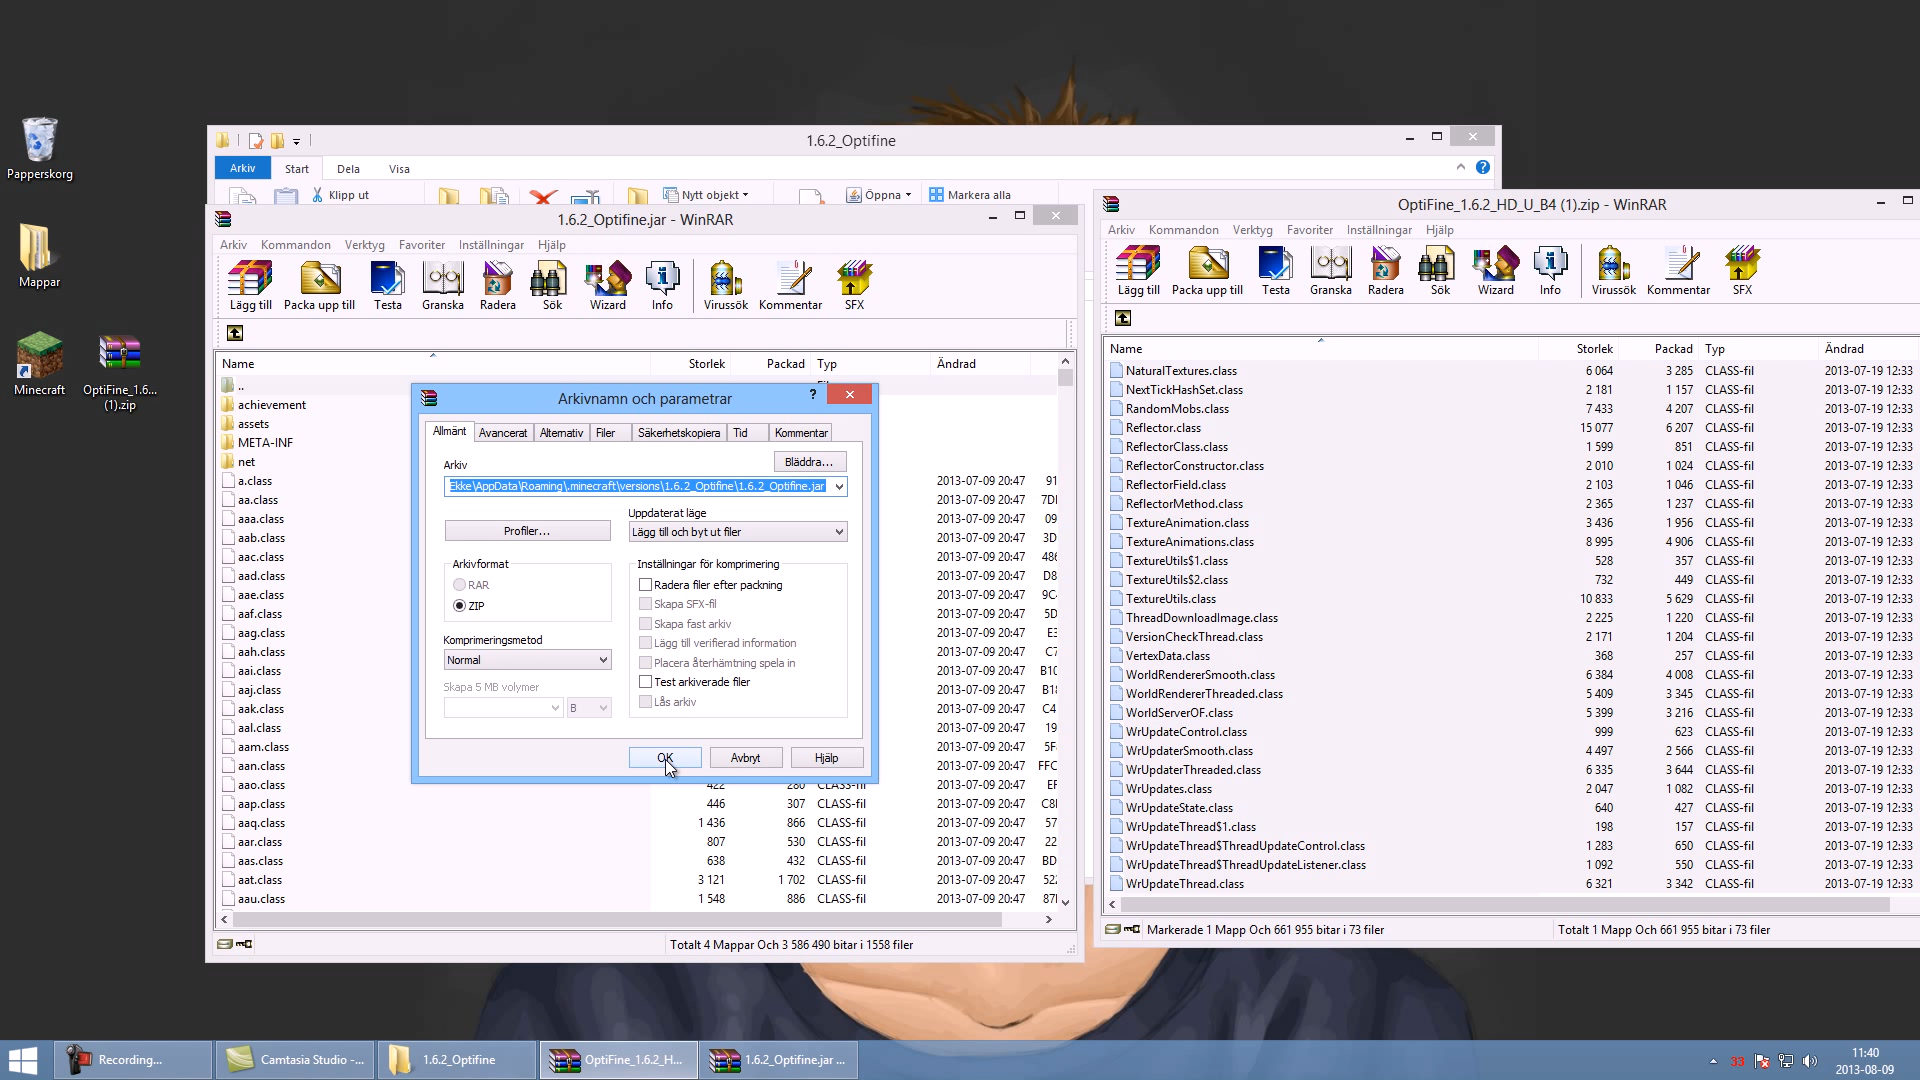 Papperskorg
Mappar
Minecraft
OptiFine_1.6...
(1).zip
1.6.2_Optifine
Arkiv Start Dela Visa
Klipp ut Nytt objekt Öppna Markera alla
1.6.2_Optifine.jar - WinRAR
Arkiv Kommandon Verktyg Favoriter Inställningar Hjälp
Lägg till Packa upp till Testa Granska Radera Sök Wizard Info Virussök Kommentar SFX
Name Storlek Packad Typ Ändrad
..
achievement
assets
META-INF
net
a.class 2013-07-09 20:47 91
aa.class 2013-07-09 20:47 7D
aaa.class 2013-07-09 20:47 09
aab.class 2013-07-09 20:47 3D
aac.class 2013-07-09 20:47 486
aad.class 2013-07-09 20:47 D8
aae.class 2013-07-09 20:47 9C
aaf.class 2013-07-09 20:47 5D
aag.class 2013-07-09 20:47 E3
aah.class 2013-07-09 20:47 C7
aai.class 2013-07-09 20:47 B10
aaj.class 2013-07-09 20:47 B1
aak.class 2013-07-09 20:47 C4
aal.class 2013-07-09 20:47 19
aam.class 2013-07-09 20:47 5F
aan.class 2013-07-09 20:47 FFC
aao.class 422 280 CLASS-fil 2013-07-09 20:47 EF
aap.class 446 307 CLASS-fil 2013-07-09 20:47 C8
aaq.class 1 436 866 CLASS-fil 2013-07-09 20:47 57
aar.class 807 530 CLASS-fil 2013-07-09 20:47 22
aas.class 638 432 CLASS-fil 2013-07-09 20:47 BD
aat.class 3 121 1 702 CLASS-fil 2013-07-09 20:47 522
aau.class 1 548 886 CLASS-fil 2013-07-09 20:47 87
Totalt 4 Mappar Och 3 586 490 bitar i 1558 filer
Arkivnamn och parametrar
?
Allmänt Avancerat Alternativ Filer Säkerhetskopiera Tid Kommentar
Arkiv
Bläddra...
Ekke\AppData\Roaming\.minecraft\versions\1.6.2_Optifine\1.6.2_Optifine.jar
Profiler...
Uppdaterat läge
Lägg till och byt ut filer
Arkivformat
RAR
ZIP
Komprimeringsmetod
Normal
Skapa 5 MB volymer
B
Inställningar för komprimering
Radera filer efter packning
Skapa SFX-fil
Skapa fast arkiv
Lägg till verifierad information
Placera återhämtning spela in
Test arkiverade filer
Lås arkiv
OK Avbryt Hjälp
OptiFine_1.6.2_HD_U_B4 (1).zip - WinRAR
Arkiv Kommandon Verktyg Favoriter Inställningar Hjälp
Lägg till Packa upp till Testa Granska Radera Sök Wizard Info Virussök Kommentar SFX
Name Storlek Packad Typ Ändrad
NaturalTextures.class 6 064 3 285 CLASS-fil 2013-07-19 12:33
NextTickHashSet.class 2 181 1 157 CLASS-fil 2013-07-19 12:33
RandomMobs.class 7 433 4 207 CLASS-fil 2013-07-19 12:33
Reflector.class 15 077 6 207 CLASS-fil 2013-07-19 12:33
ReflectorClass.class 1 599 851 CLASS-fil 2013-07-19 12:33
ReflectorConstructor.class 2 010 1 024 CLASS-fil 2013-07-19 12:33
ReflectorField.class 2 103 1 046 CLASS-fil 2013-07-19 12:33
ReflectorMethod.class 2 365 1 237 CLASS-fil 2013-07-19 12:33
TextureAnimation.class 3 436 1 956 CLASS-fil 2013-07-19 12:33
TextureAnimations.class 8 995 4 906 CLASS-fil 2013-07-19 12:33
TextureUtils$1.class 528 357 CLASS-fil 2013-07-19 12:33
TextureUtils$2.class 732 449 CLASS-fil 2013-07-19 12:33
TextureUtils.class 10 833 5 629 CLASS-fil 2013-07-19 12:33
ThreadDownloadImage.class 2 225 1 220 CLASS-fil 2013-07-19 12:33
VersionCheckThread.class 2 171 1 204 CLASS-fil 2013-07-19 12:33
VertexData.class 368 257 CLASS-fil 2013-07-19 12:33
WorldRendererSmooth.class 6 384 4 008 CLASS-fil 2013-07-19 12:33
WorldRendererThreaded.class 5 409 3 345 CLASS-fil 2013-07-19 12:33
WorldServerOF.class 5 399 3 216 CLASS-fil 2013-07-19 12:33
WrUpdateControl.class 999 623 CLASS-fil 2013-07-19 12:33
WrUpdaterSmooth.class 4 497 2 566 CLASS-fil 2013-07-19 12:33
WrUpdaterThreaded.class 6 335 3 644 CLASS-fil 2013-07-19 12:33
WrUpdates.class 2 047 1 082 CLASS-fil 2013-07-19 12:33
WrUpdateState.class 640 427 CLASS-fil 2013-07-19 12:33
WrUpdateThread$1.class 198 157 CLASS-fil 2013-07-19 12:33
WrUpdateThread$ThreadUpdateControl.class 1 283 650 CLASS-fil 2013-07-19 12:33
WrUpdateThread$ThreadUpdateListener.class 1 092 550 CLASS-fil 2013-07-19 12:33
WrUpdateThread.class 6 321 3 342 CLASS-fil 2013-07-19 12:33
Markerade 1 Mapp Och 661 955 bitar i 73 filer Totalt 1 Mapp Och 661 955 bitar i 73 filer
Recording... Camtasia Studio -... 1.6.2_Optifine OptiFine_1.6.2_H... 1.6.2_Optifine.jar ...
33
11:40
2013-08-09